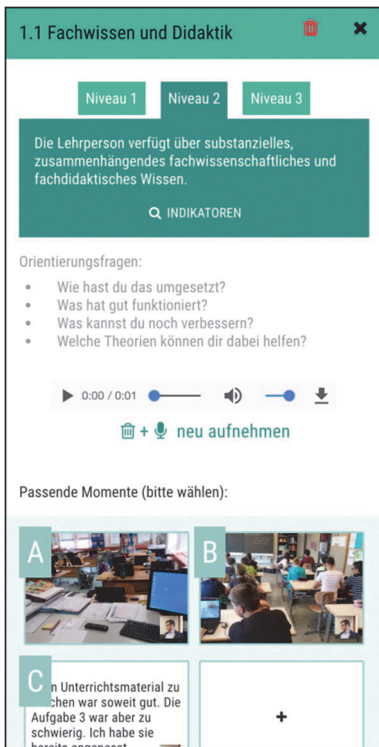 1.1 Fachwissen und Didaktik
Niveau 1 Niveau 2 Niveau 3
Die Lehrperson verfügt über substanzielles,
zusammenhängendes fachwissenschaftliches und
fachdidaktisches Wissen.
INDIKATOREN
Orientierungsfragen:
• Wie hast du das umgesetzt?
• Was hat gut funktioniert?
• Was kannst du noch verbessern?
• Welche Theorien können dir dabei helfen?
0:00 / 0:01
+ neu aufnehmen
Passende Momente (bitte wählen):
A B
C
n Unterrichtsmaterial zu
chen war soweit gut. Die
Aufgabe 3 war aber zu
schwierig. Ich habe sie
bereits angepasst
+